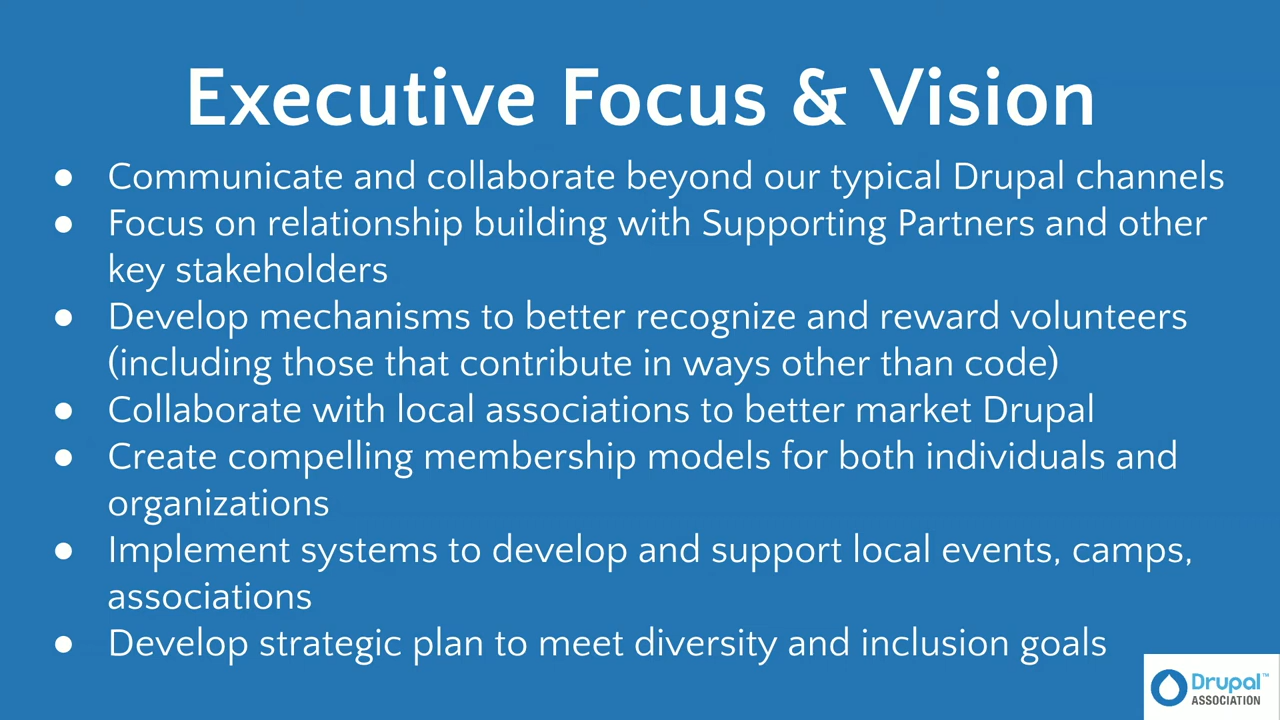 Executive Focus & Vision
● Communicate and collaborate beyond our typical Drupal channels
● Focus on relationship building with Supporting Partners and other
key stakeholders
● Develop mechanisms to better recognize and reward volunteers
(including those that contribute in ways other than code)
● Collaborate with local associations to better market Drupal
● Create compelling membership models for both individuals and
organizations
● Implement systems to develop and support local events, camps,
associations
● Develop strategic plan to meet diversity and inclusion goals
Drupal™
ASSOCIATION